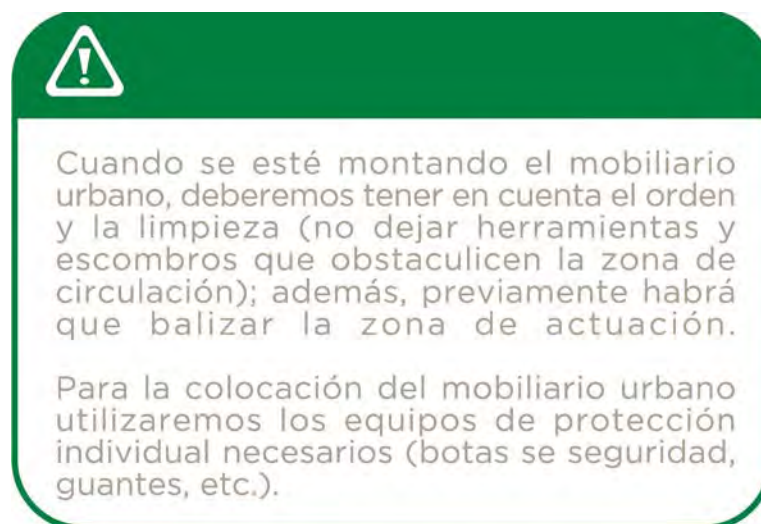 Cuando se esté montando el mobiliario
urbano, deberemos tener en cuenta el orden
y la limpieza (no dejar herramientas y
escombros que obstaculicen la zona de
circulación); además, previamente habrá
que balizar la zona de actuación.
Para la colocación del mobiliario urbano
utilizaremos los equipos de protección
individual necesarios (botas se seguridad,
guantes, etc.).